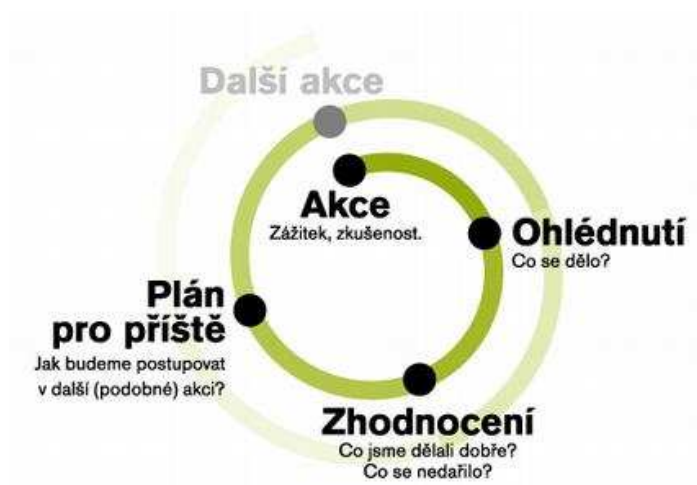 Další akce
Akce
Zážitek, zkušenost.
Ohlédnutí
Co se dělo?
Zhodnocení
Co jsme dělali dobře?
Co se nedařilo?
Plán
pro příště
Jak budeme postupovat
v další (podobné) akci?